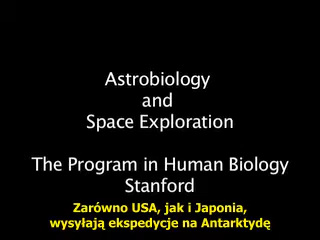 Astrobiology
and
Space Exploration
The Program in Human Biology
Stanford
Zarówno USA, jak i Japonia,
wysyłają ekspedycje na Antarktydę